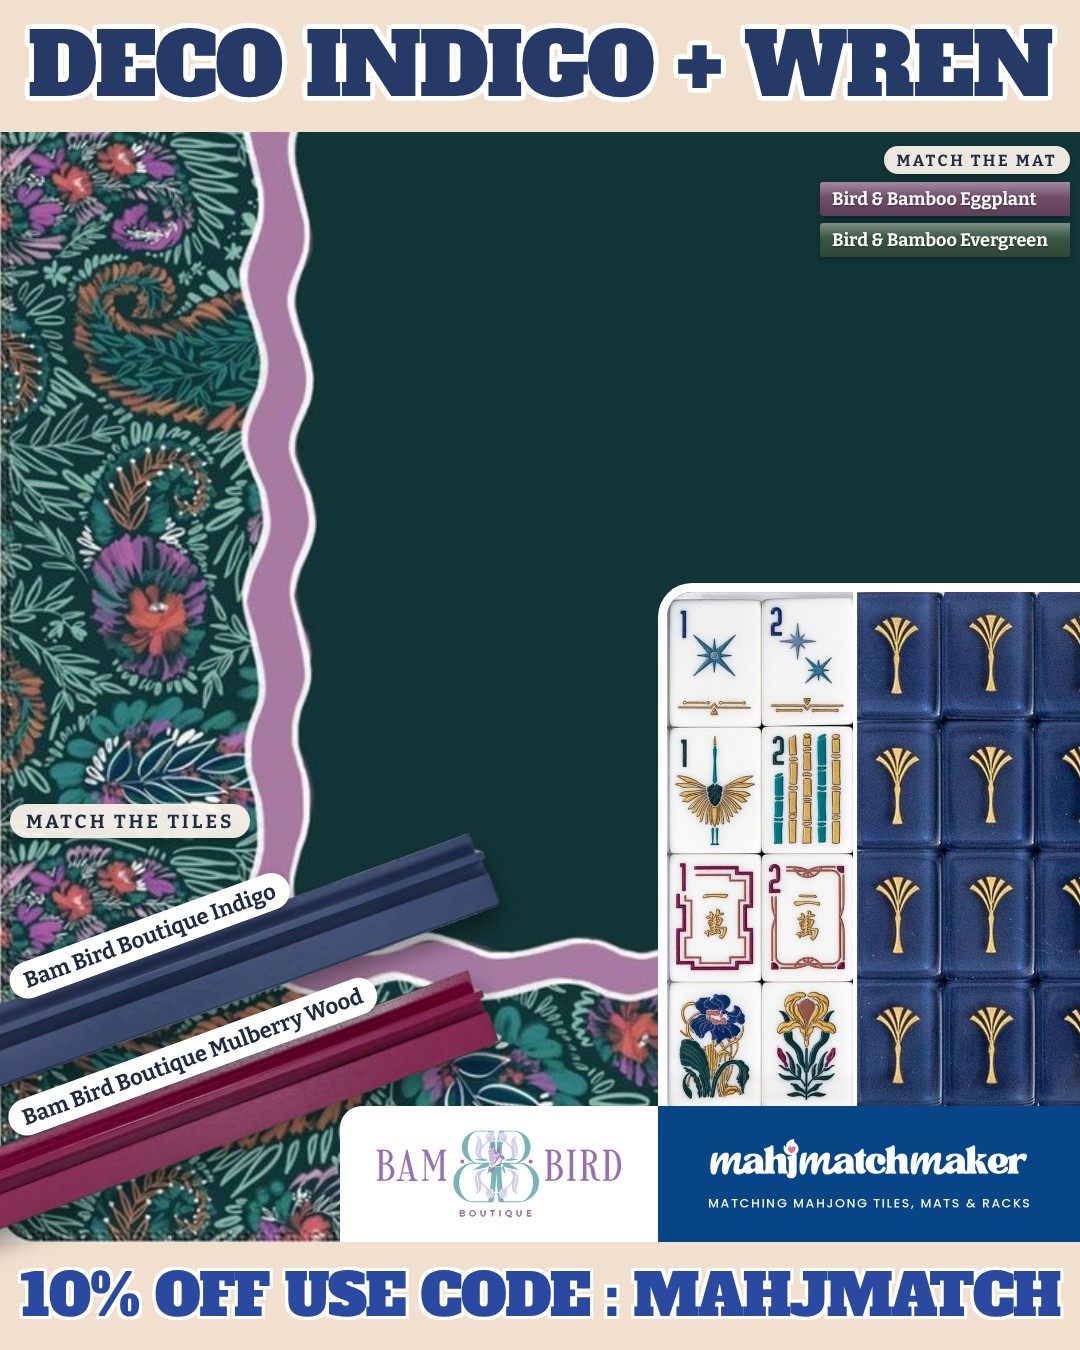 DECO INDIGO + WREN
MATCH THE MAT
Bird & Bamboo Eggplant
Bird & Bamboo Evergreen
1 2
1 2
MATCH THE TILES
1 2
一 二
萬 萬
Bam Bird Boutique Indigo
Bam Bird Boutique Mulberry Wood
BAM BIRD
BOUTIQUE
mahjmatchmaker
MATCHING MAHJONG TILES, MATS & RACKS
10% OFF USE CODE : MAHJMATCH